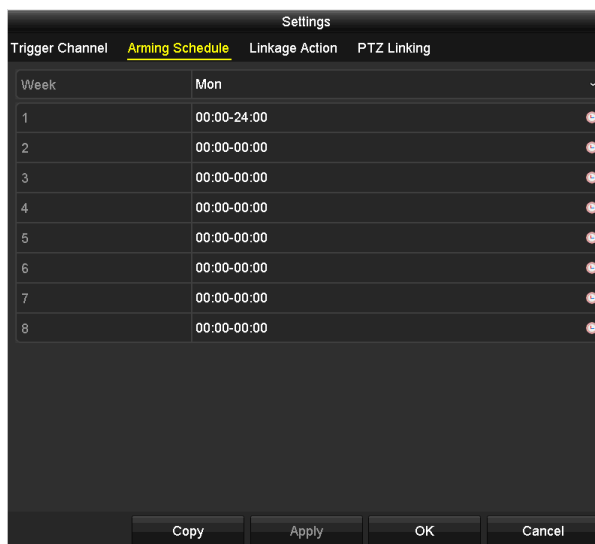 Settings
Trigger Channel Arming Schedule Linkage Action PTZ Linking
Week Mon
1 00:00-24:00
2 00:00-00:00
3 00:00-00:00
4 00:00-00:00
5 00:00-00:00
6 00:00-00:00
7 00:00-00:00
8 00:00-00:00
Copy Apply OK Cancel